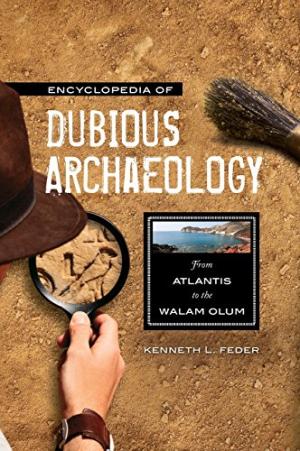 ENCYCLOPEDIA OF
DUBIOUS
ARCHAEOLOGY
From
ATLANTIS
to the
WALAM OLUM
KENNETH L. FEDER